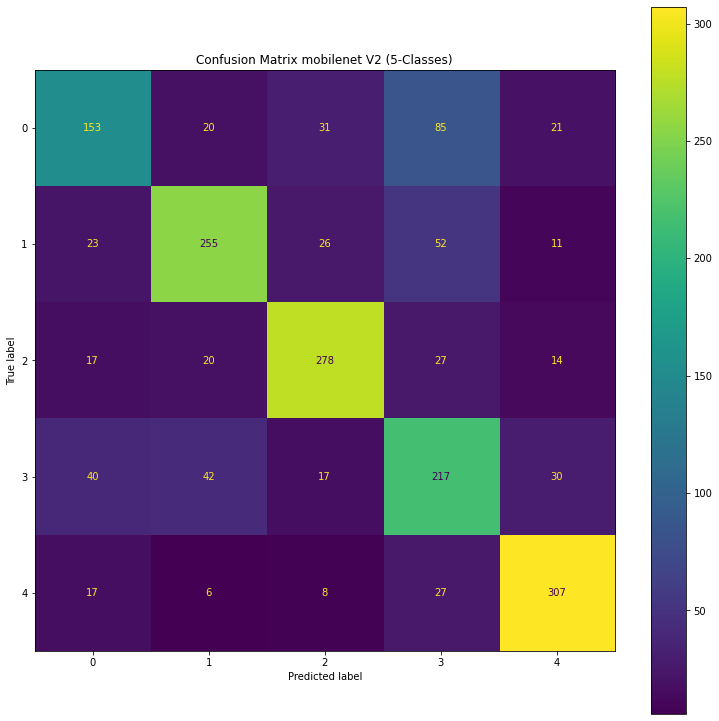 Confusion Matrix mobilenet V2 (5-Classes)
300
250
200
150
100
50
True label
0
153 20 31 85 21
1
23 255 26 52 11
2
17 20 278 27 14
3
40 42 17 217 30
4
17 6 8 27 307
0 1 2 3 4
Predicted label